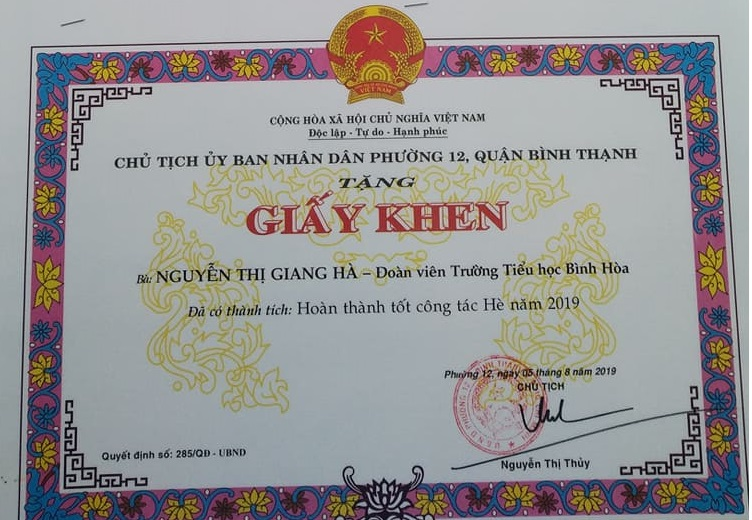 VIỆT NAM
CỘNG HÒA XÃ HỘI CHỦ NGHĨA VIỆT NAM
Độc lập - Tự do - Hạnh phúc
CHỦ TỊCH ỦY BAN NHÂN DÂN PHƯỜNG 12, QUẬN BÌNH THẠNH
TẶNG
GIẤY KHEN
Bà: NGUYỄN THỊ GIANG HÀ – Đoàn viên Trường Tiểu học Bình Hòa
Đã có thành tích: Hoàn thành tốt công tác Hè năm 2019
Phường 12, ngày 05 tháng 8 năm 2019
CHỦ TỊCH
Quyết định số: 285/QĐ - UBND
Nguyễn Thị Thủy